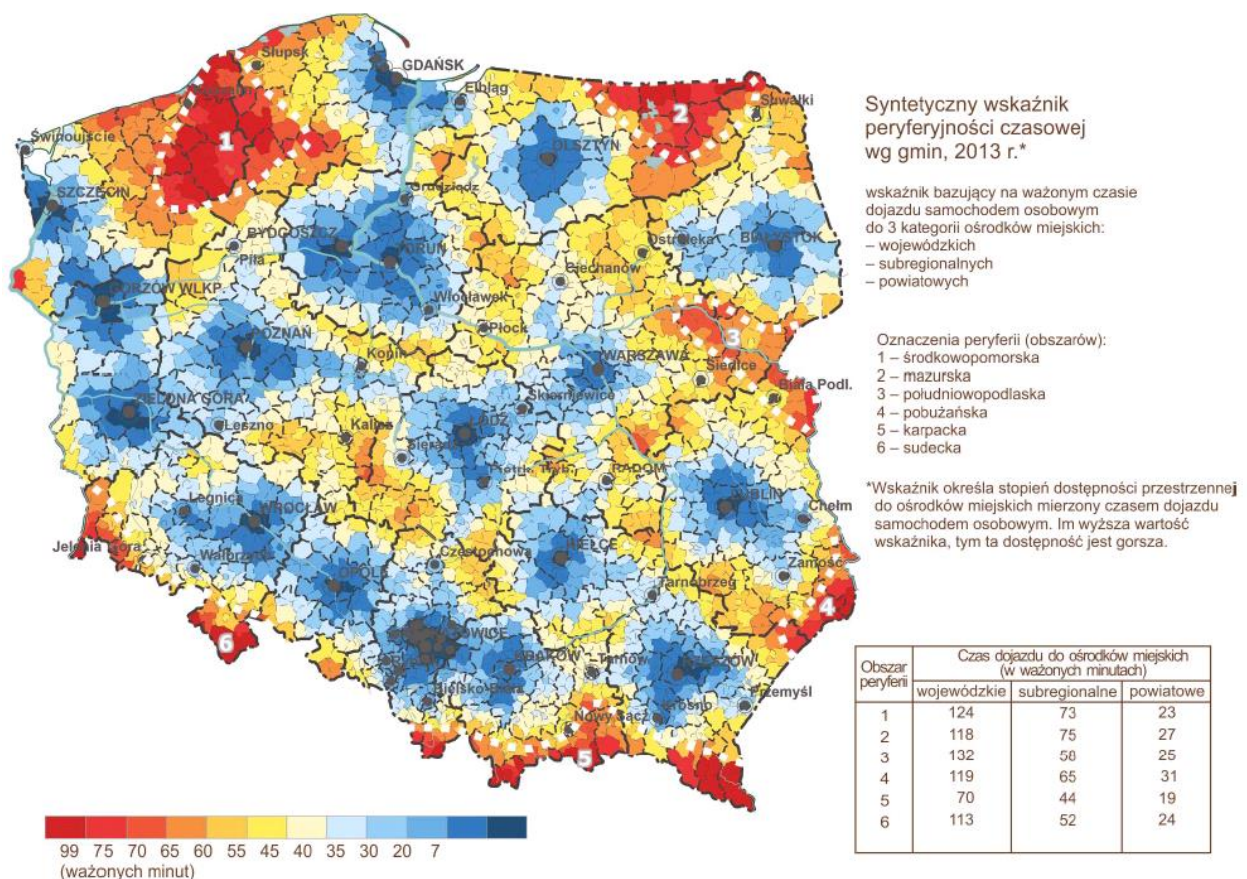 Słupsk
GDAŃSK
Elbląg
Suwałki
Świnoujście
OLSZTYN
SZCZECIN
Grudziądz
BYDGOSZCZ
TORUŃ
Piła
Ostrołęka
BIAŁYSTOK
Ciechanów
GORZÓW WLKP.
Włocławek
Płock
POZNAŃ
Konin
WARSZAWA
Siedlce
Biała Podl.
Skierniewice
ZIELONA GÓRA
Leszno
Kalisz
ŁÓDŹ
Sieradz
Piotrk. Tryb.
RADOM
LUBLIN
Chełm
Legnica
WROCŁAW
Jelenia Góra
Wałbrzych
Częstochowa
KIELCE
Zamość
OPOLE
Tarnobrzeg
KRAKÓW
Tarnów
RZESZÓW
Bielsko-Biała
Przemyśl
Krosno
Nowy Sącz
1
2
3
4
5
6
Syntetyczny wskaźnik
peryferyjności czasowej
wg gmin, 2013 r.*
wskaźnik bazujący na ważonym czasie
dojazdu samochodem osobowym
do 3 kategorii ośrodków miejskich:
– wojewódzkich
– subregionalnych
– powiatowych
Oznaczenia peryferii (obszarów):
1 – środkowopomorska
2 – mazurska
3 – południowopodlaska
4 – pobużańska
5 – karpacka
6 – sudecka
*Wskaźnik określa stopień dostępności przestrzennej
do ośrodków miejskich mierzony czasem dojazdu
samochodem osobowym. Im wyższa wartość
wskaźnika, tym ta dostępność jest gorsza.
Obszar peryferii
Czas dojazdu do ośrodków miejskich
(w ważonych minutach)
wojewódzkie subregionalne powiatowe
1 124 73 23
2 118 75 27
3 132 58 25
4 119 65 31
5 70 44 19
6 113 52 24
99 75 70 65 60 55 45 40 35 30 20 7
(ważonych minut)